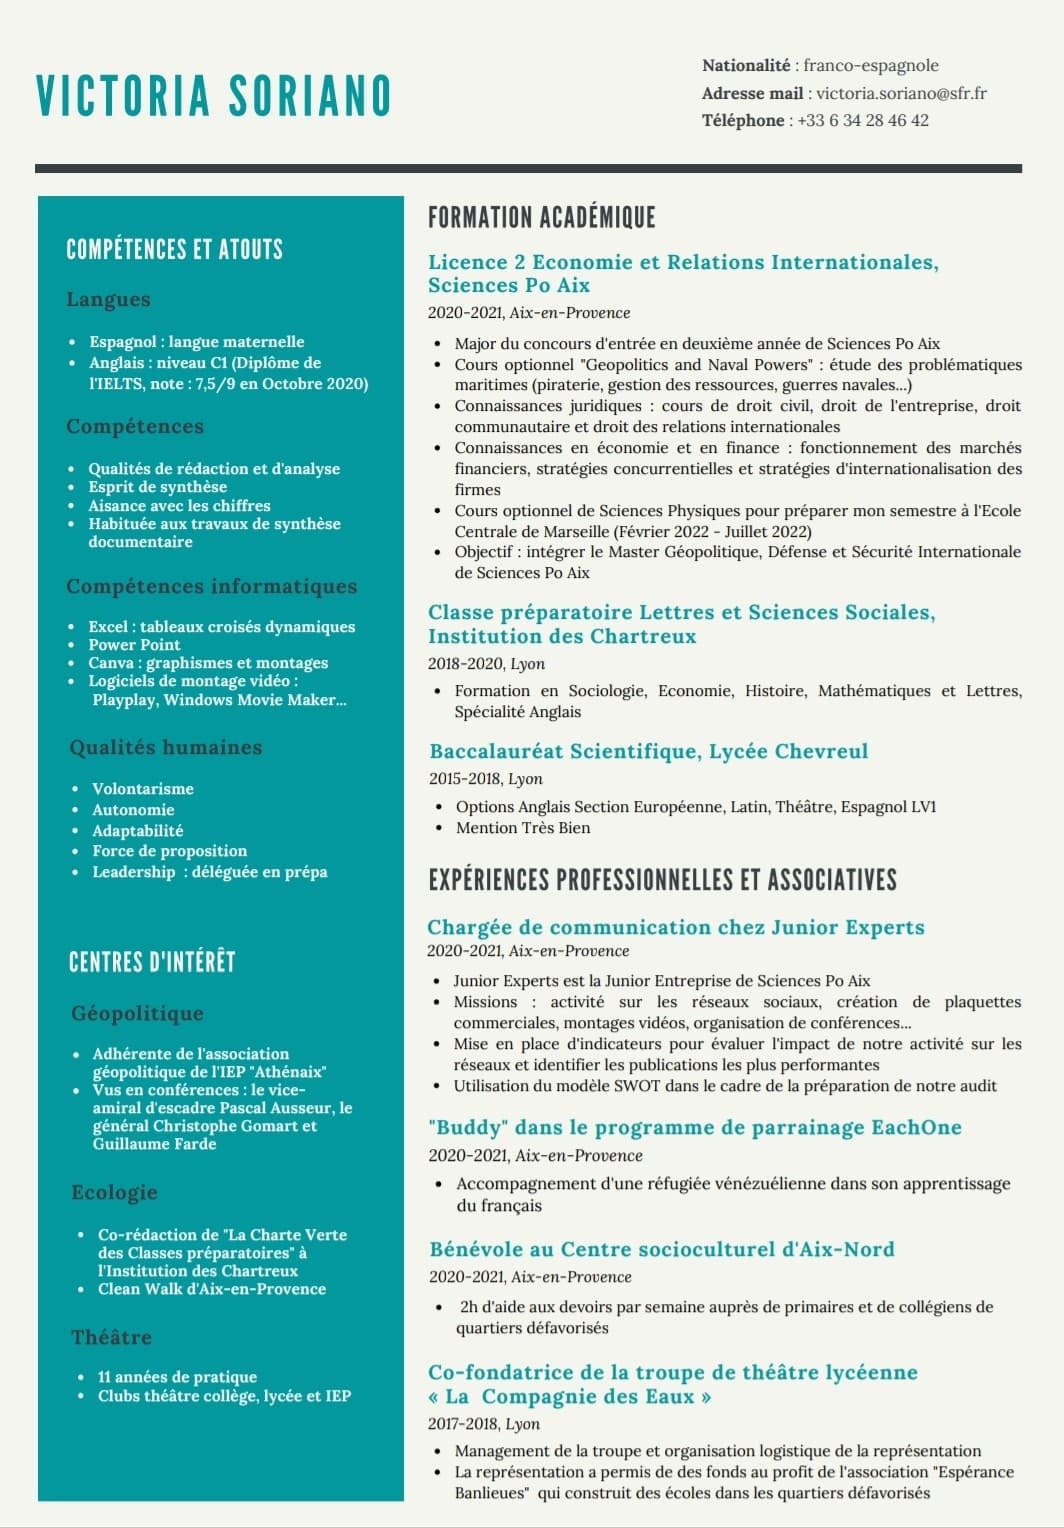 VICTORIA SORIANO
Nationalité : franco-espagnole
Adresse mail : victoria.soriano@sfr.fr
Téléphone : +33 6 34 28 46 42
COMPÉTENCES ET ATOUTS
Langues
• Espagnol : langue maternelle
• Anglais : niveau C1 (Diplôme de
l'IELTS, note : 7,5/9 en Octobre 2020)
Compétences
• Qualités de rédaction et d'analyse
• Esprit de synthèse
• Aisance avec les chiffres
• Habituée aux travaux de synthèse
documentaire
Compétences informatiques
• Excel : tableaux croisés dynamiques
• Power Point
• Canva : graphismes et montages
• Logiciels de montage vidéo :
Playplay, Windows Movie Maker...
Qualités humaines
• Volontarisme
• Autonomie
• Adaptabilité
• Force de proposition
• Leadership : déléguée en prépa
CENTRES D'INTÉRÊT
Géopolitique
• Adhérente de l'association
géopolitique de l'IEP "Athénaix"
• Vus en conférences : le vice-
amiral d'escadre Pascal Ausseur, le
général Christophe Gomart et
Guillaume Farde
Ecologie
• Co-rédaction de "La Charte Verte
des Classes préparatoires" à
l'Institution des Chartreux
• Clean Walk d'Aix-en-Provence
Théâtre
• 11 années de pratique
• Clubs théâtre collège, lycée et IEP
FORMATION ACADÉMIQUE
Licence 2 Economie et Relations Internationales,
Sciences Po Aix
2020-2021, Aix-en-Provence
• Major du concours d'entrée en deuxième année de Sciences Po Aix
• Cours optionnel "Geopolitics and Naval Powers" : étude des problématiques
maritimes (piraterie, gestion des ressources, guerres navales...)
• Connaissances juridiques : cours de droit civil, droit de l'entreprise, droit
communautaire et droit des relations internationales
• Connaissances en économie et en finance : fonctionnement des marchés
financiers, stratégies concurrentielles et stratégies d'internationalisation des
firmes
• Cours optionnel de Sciences Physiques pour préparer mon semestre à l'Ecole
Centrale de Marseille (Février 2022 - Juillet 2022)
• Objectif : intégrer le Master Géopolitique, Défense et Sécurité Internationale
de Sciences Po Aix
Classe préparatoire Lettres et Sciences Sociales,
Institution des Chartreux
2018-2020, Lyon
• Formation en Sociologie, Economie, Histoire, Mathématiques et Lettres,
Spécialité Anglais
Baccalauréat Scientifique, Lycée Chevreul
2015-2018, Lyon
• Options Anglais Section Européenne, Latin, Théâtre, Espagnol LV1
• Mention Très Bien
EXPÉRIENCES PROFESSIONNELLES ET ASSOCIATIVES
Chargée de communication chez Junior Experts
2020-2021, Aix-en-Provence
• Junior Experts est la Junior Entreprise de Sciences Po Aix
• Missions : activité sur les réseaux sociaux, création de plaquettes
commerciales, montages vidéos, organisation de conférences...
• Mise en place d'indicateurs pour évaluer l'impact de notre activité sur les
réseaux et identifier les publications les plus performantes
• Utilisation du modèle SWOT dans le cadre de la préparation de notre audit
"Buddy" dans le programme de parrainage EachOne
2020-2021, Aix-en-Provence
• Accompagnement d'une réfugiée vénézuélienne dans son apprentissage
du français
Bénévole au Centre socioculturel d'Aix-Nord
2020-2021, Aix-en-Provence
• 2h d'aide aux devoirs par semaine auprès de primaires et de collégiens de
quartiers défavorisés
Co-fondatrice de la troupe de théâtre lycéenne
« La Compagnie des Eaux »
2017-2018, Lyon
• Management de la troupe et organisation logistique de la représentation
• La représentation a permis de des fonds au profit de l'association "Espérance
Banlieues" qui construit des écoles dans les quartiers défavorisés